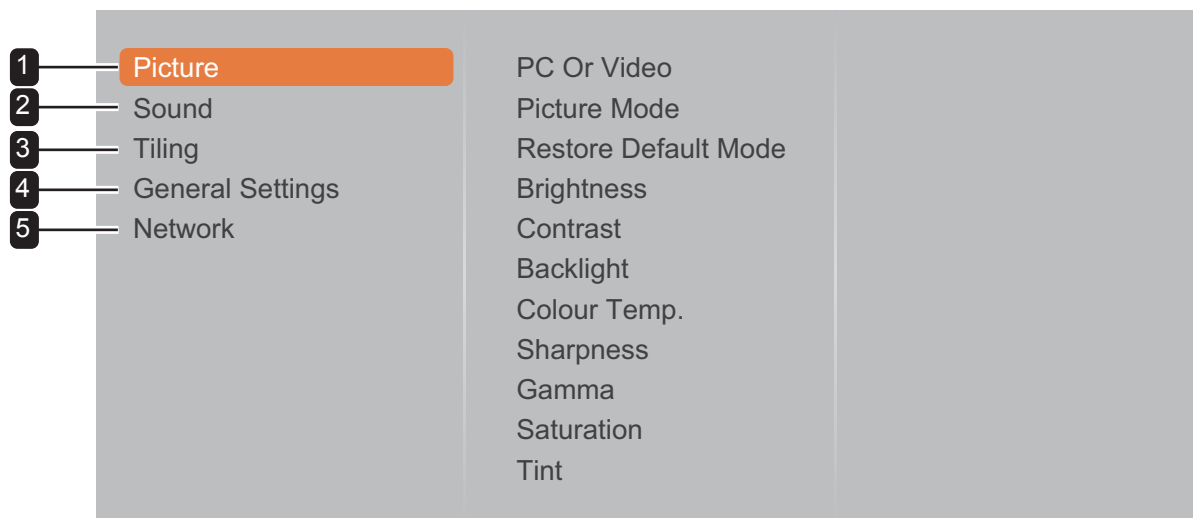 1 Picture
2 Sound
3 Tiling
4 General Settings
5 Network
PC Or Video
Picture Mode
Restore Default Mode
Brightness
Contrast
Backlight
Colour Temp.
Sharpness
Gamma
Saturation
Tint